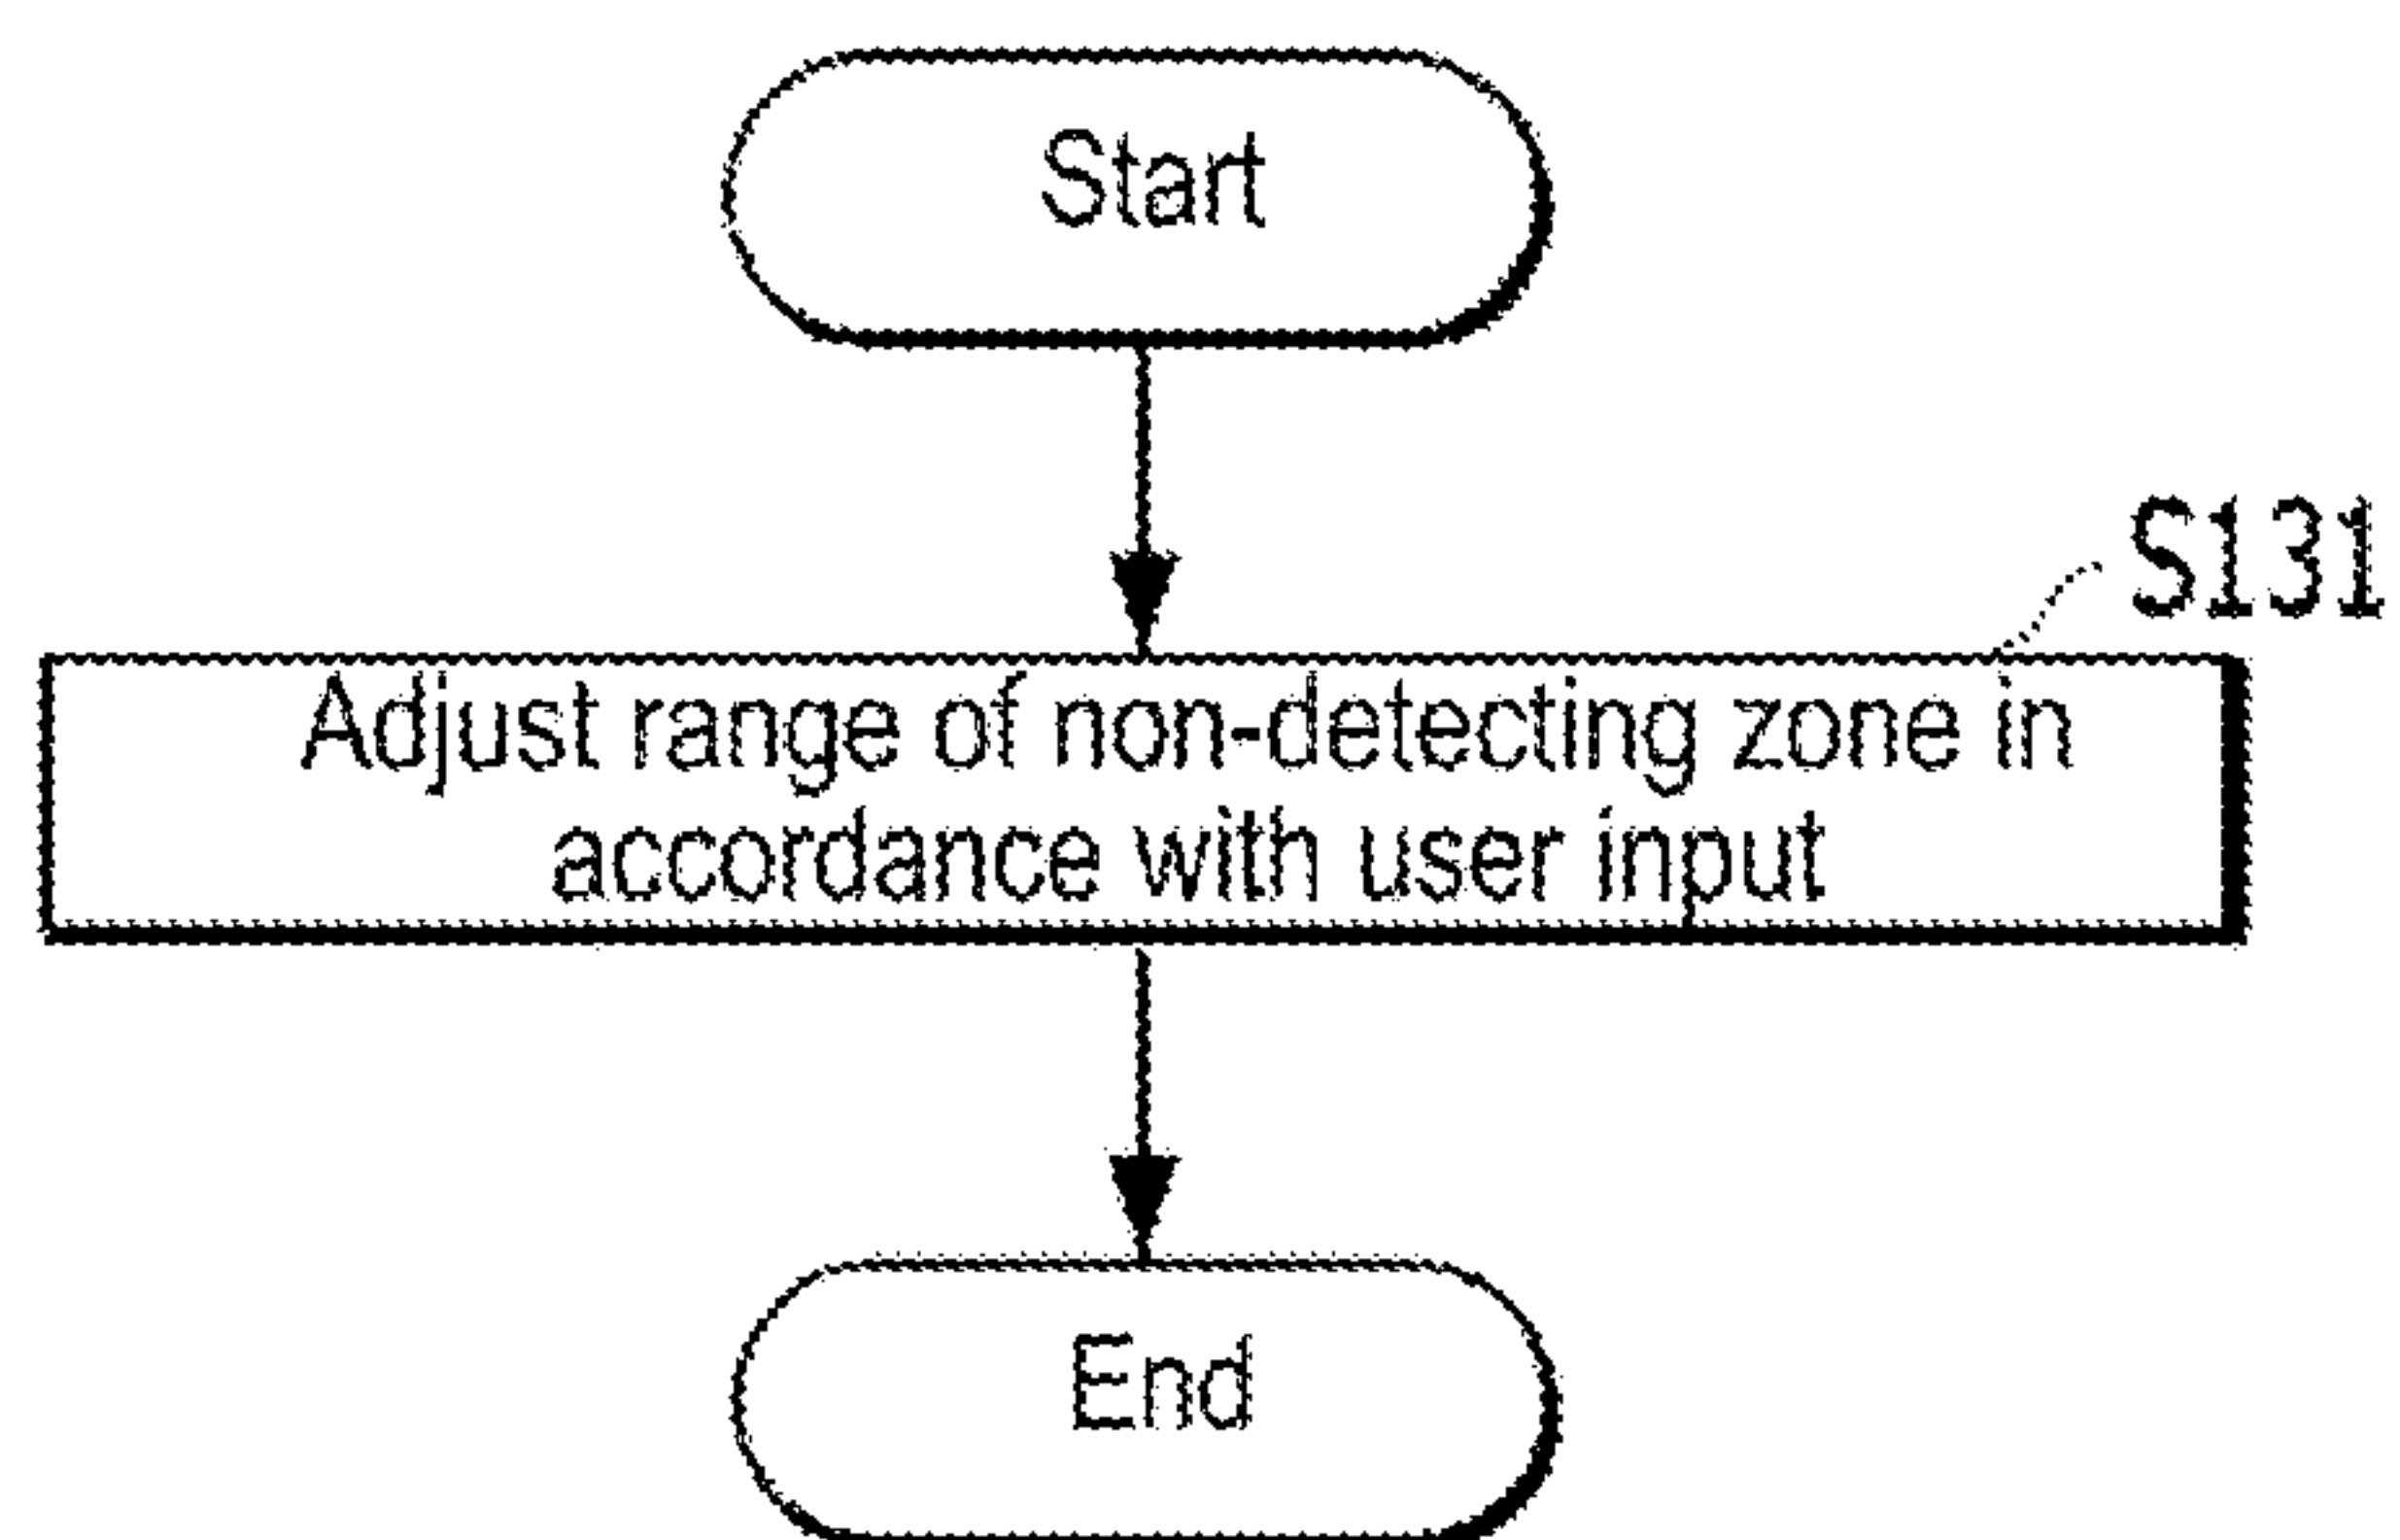 Start
S131
Adjust range of non-detecting zone in
accordance with user input
End